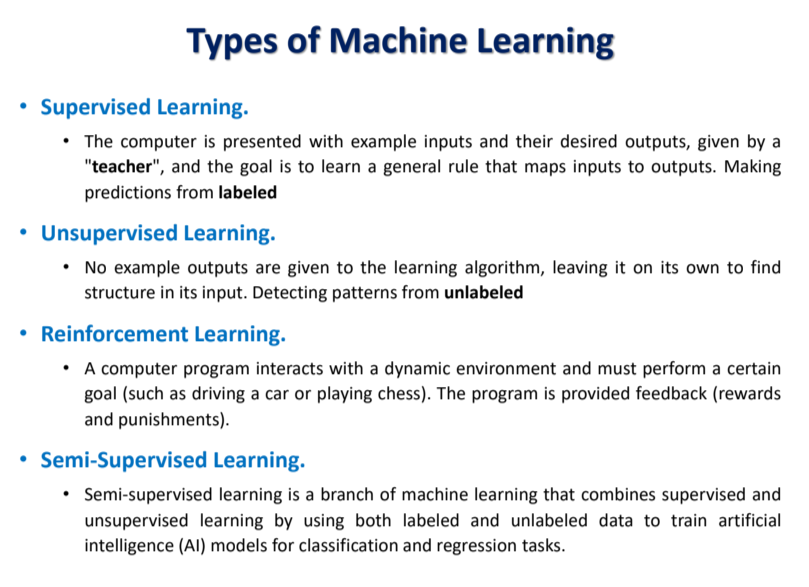 Types of Machine Learning
• Supervised Learning.
• The computer is presented with example inputs and their desired outputs, given by a
"teacher", and the goal is to learn a general rule that maps inputs to outputs. Making
predictions from labeled
• Unsupervised Learning.
• No example outputs are given to the learning algorithm, leaving it on its own to find
structure in its input. Detecting patterns from unlabeled
• Reinforcement Learning.
• A computer program interacts with a dynamic environment and must perform a certain
goal (such as driving a car or playing chess). The program is provided feedback (rewards
and punishments).
• Semi-Supervised Learning.
• Semi-supervised learning is a branch of machine learning that combines supervised and
unsupervised learning by using both labeled and unlabeled data to train artificial
intelligence (AI) models for classification and regression tasks.